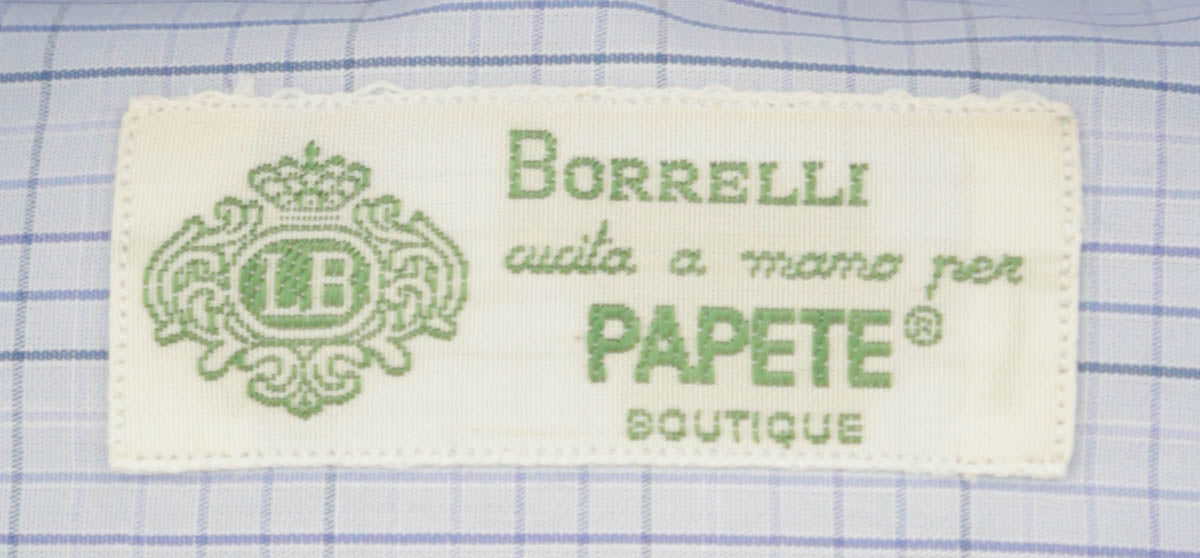 LB
BORRELLI
cucita a mano per
PAPETE®
BOUTIQUE